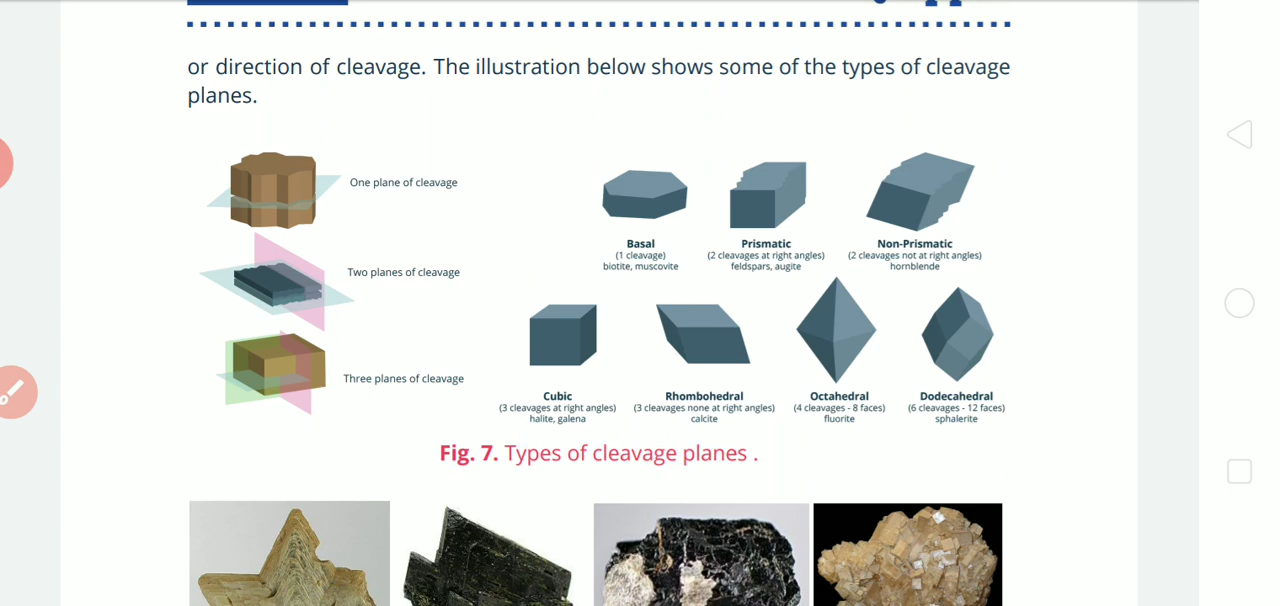 or direction of cleavage. The illustration below shows some of the types of cleavage
planes.
One plane of cleavage
Two planes of cleavage
Three planes of cleavage
Basal
(1 cleavage)
biotite, muscovite
Prismatic
(2 cleavages at right angles)
feldspars, augite
Non-Prismatic
(2 cleavages not at right angles)
hornblende
Cubic
(3 cleavages at right angles)
halite, galena
Rhombohedral
(3 cleavages none at right angles)
calcite
Octahedral
(4 cleavages - 8 faces)
fluorite
Dodecahedral
(6 cleavages - 12 faces)
sphalerite
Fig. 7. Types of cleavage planes .